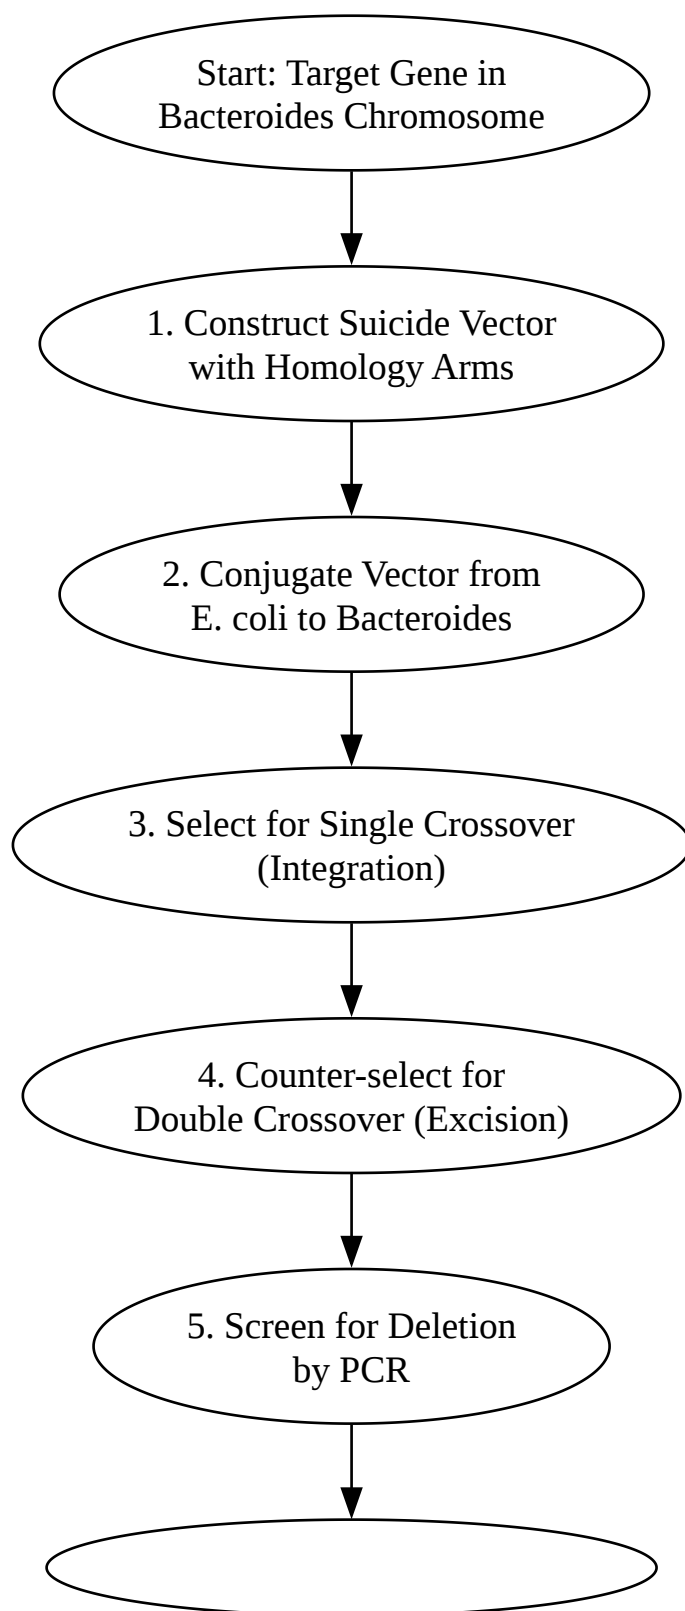 Start: Target Gene in
Bacteroides Chromosome
1. Construct Suicide Vector
with Homology Arms
2. Conjugate Vector from
E. coli to Bacteroides
3. Select for Single Crossover
(Integration)
4. Counter-select for
Double Crossover (Excision)
5. Screen for Deletion
by PCR